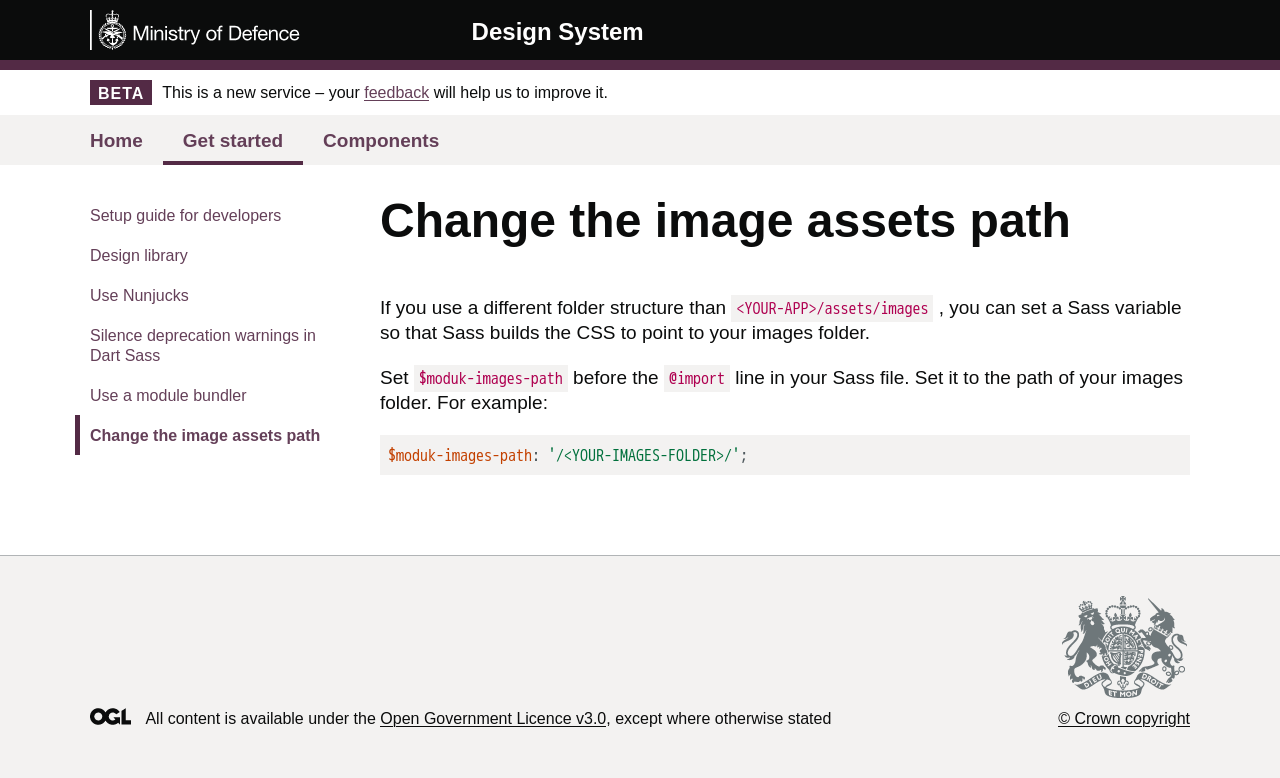 Ministry of Defence
Design System
BETA
This is a new service – your feedback will help us to improve it.
Home
Get started
Components
Setup guide for developers
Design library
Use Nunjucks
Silence deprecation warnings in
Dart Sass
Use a module bundler
Change the image assets path
Change the image assets path
If you use a different folder structure than <YOUR-APP>/assets/images , you can set a Sass variable
so that Sass builds the CSS to point to your images folder.
Set $moduk-images-path before the @import line in your Sass file. Set it to the path of your images
folder. For example:
$moduk-images-path: '/<YOUR-IMAGES-FOLDER>/';
OGL
All content is available under the Open Government Licence v3.0, except where otherwise stated
© Crown copyright